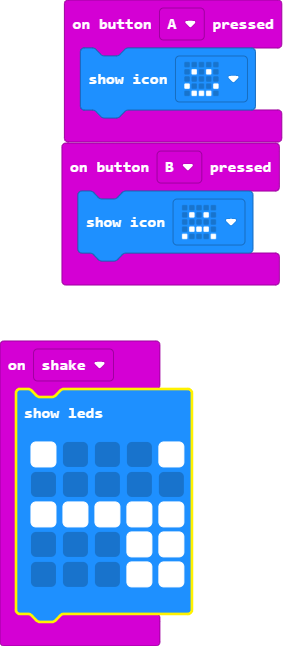 on button A pressed
show icon
on button B pressed
show icon
on shake
show leds